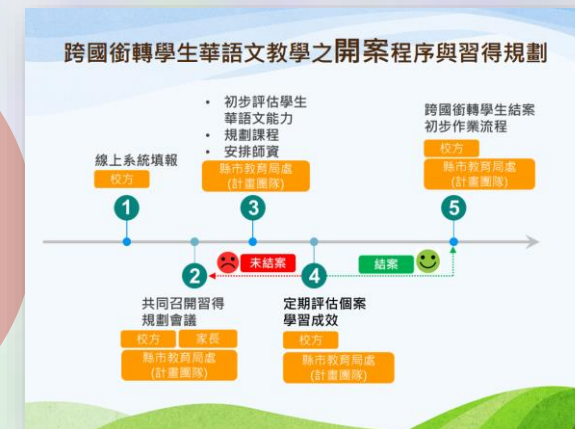 跨國銜轉學生華語文教學之開案程序與習得規劃
線上系統填報
校方
1
共同召開習得
規劃會議
校方
家長
縣市教育局處
(計畫團隊)
2
• 初步評估學生
華語文能力
• 規劃課程
• 安排師資
縣市教育局處
(計畫團隊)
3
未結案
4
定期評估個案
學習成效
校方
縣市教育局處
(計畫團隊)
結案
跨國銜轉學生結案
初步作業流程
校方
縣市教育局處
(計畫團隊)
5